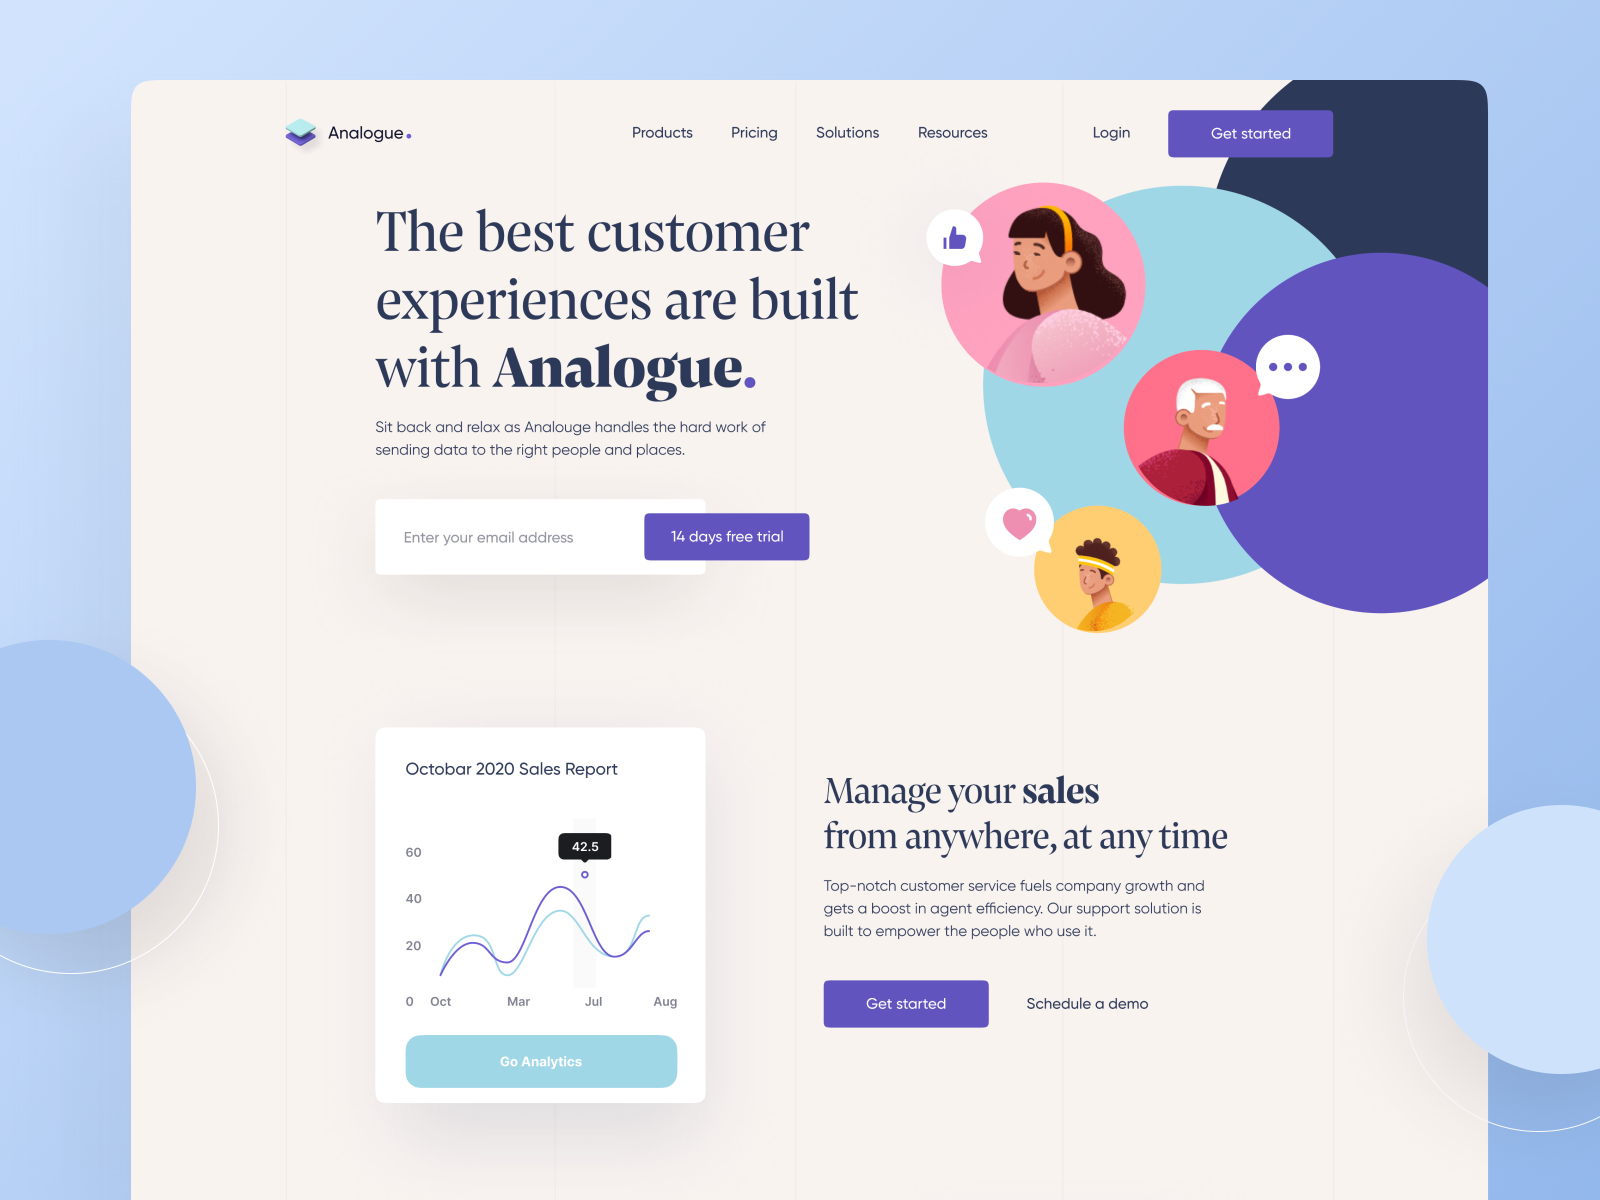 Analogue.
Products Pricing Solutions Resources Login Get started
The best customer
experiences are built
with Analogue.
Sit back and relax as Analouge handles the hard work of
sending data to the right people and places.
Enter your email address
14 days free trial
Octobar 2020 Sales Report
42.5
60
40
20
0 Oct Mar Jul Aug
Go Analytics
Manage your sales
from anywhere, at any time
Top-notch customer service fuels company growth and
gets a boost in agent efficiency. Our support solution is
built to empower the people who use it.
Get started
Schedule a demo